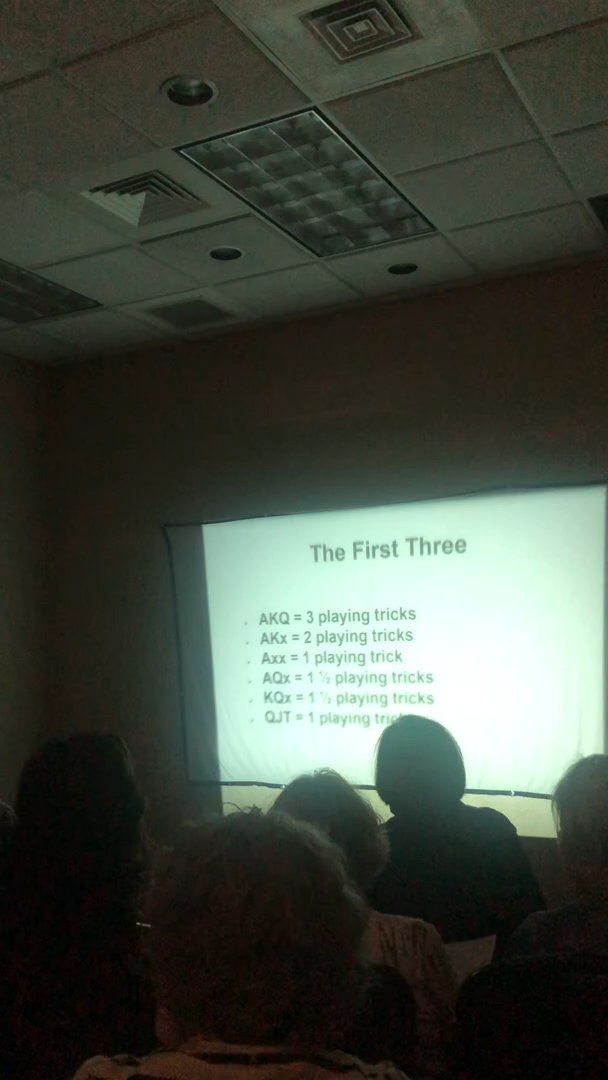 The First Three
AKQ = 3 playing tricks
AKx = 2 playing tricks
Axx = 1 playing trick
AQx = 1 ½ playing tricks
KQx = 1 ½ playing tricks
QJT = 1 playing